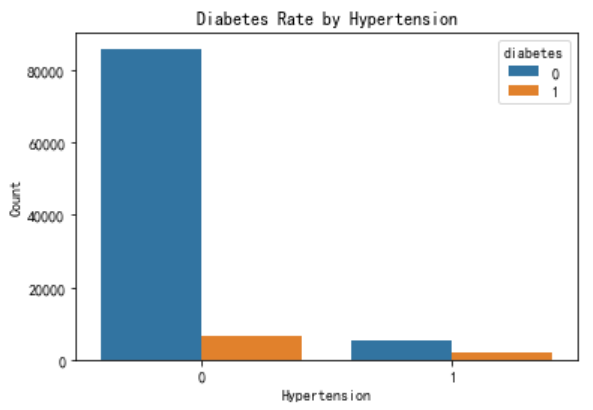 Diabetes Rate by Hypertension
diabetes
0
1
80000
60000
40000
20000
0
Count
0 1
Hypertension